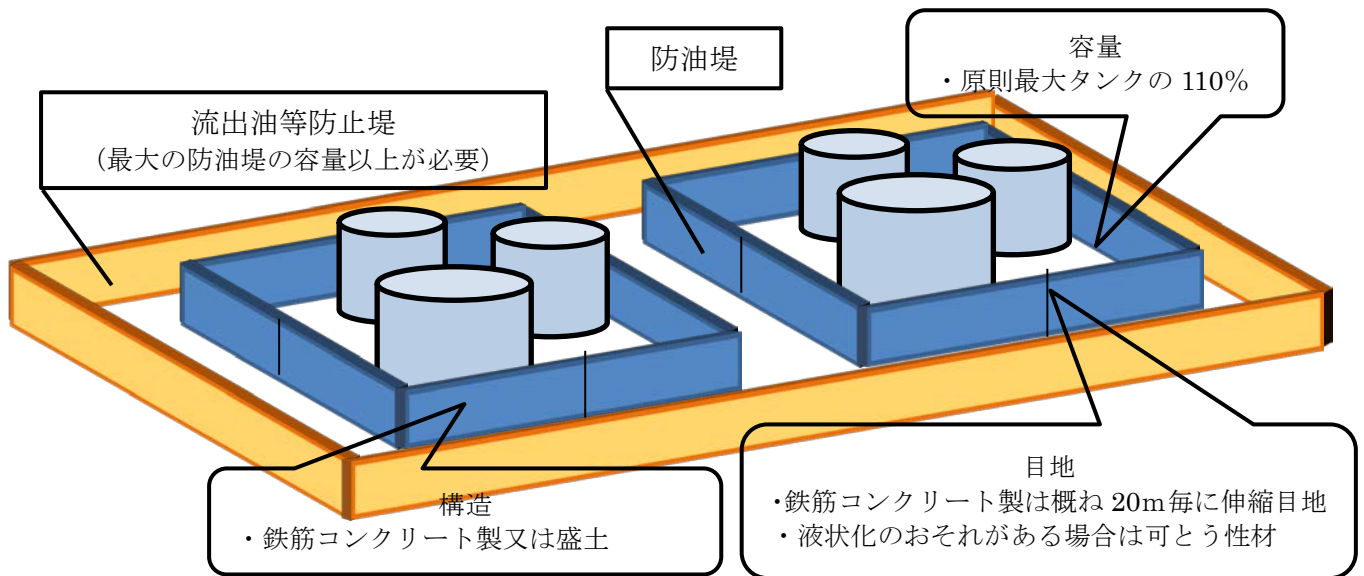 防油堤
容量
・原則最大タンクの 110%
流出油等防止堤
（最大の防油堤の容量以上が必要）
構造
・鉄筋コンクリート製又は盛土
目地
・鉄筋コンクリート製は概ね 20m毎に伸縮目地
・液状化のおそれがある場合は可とう性材